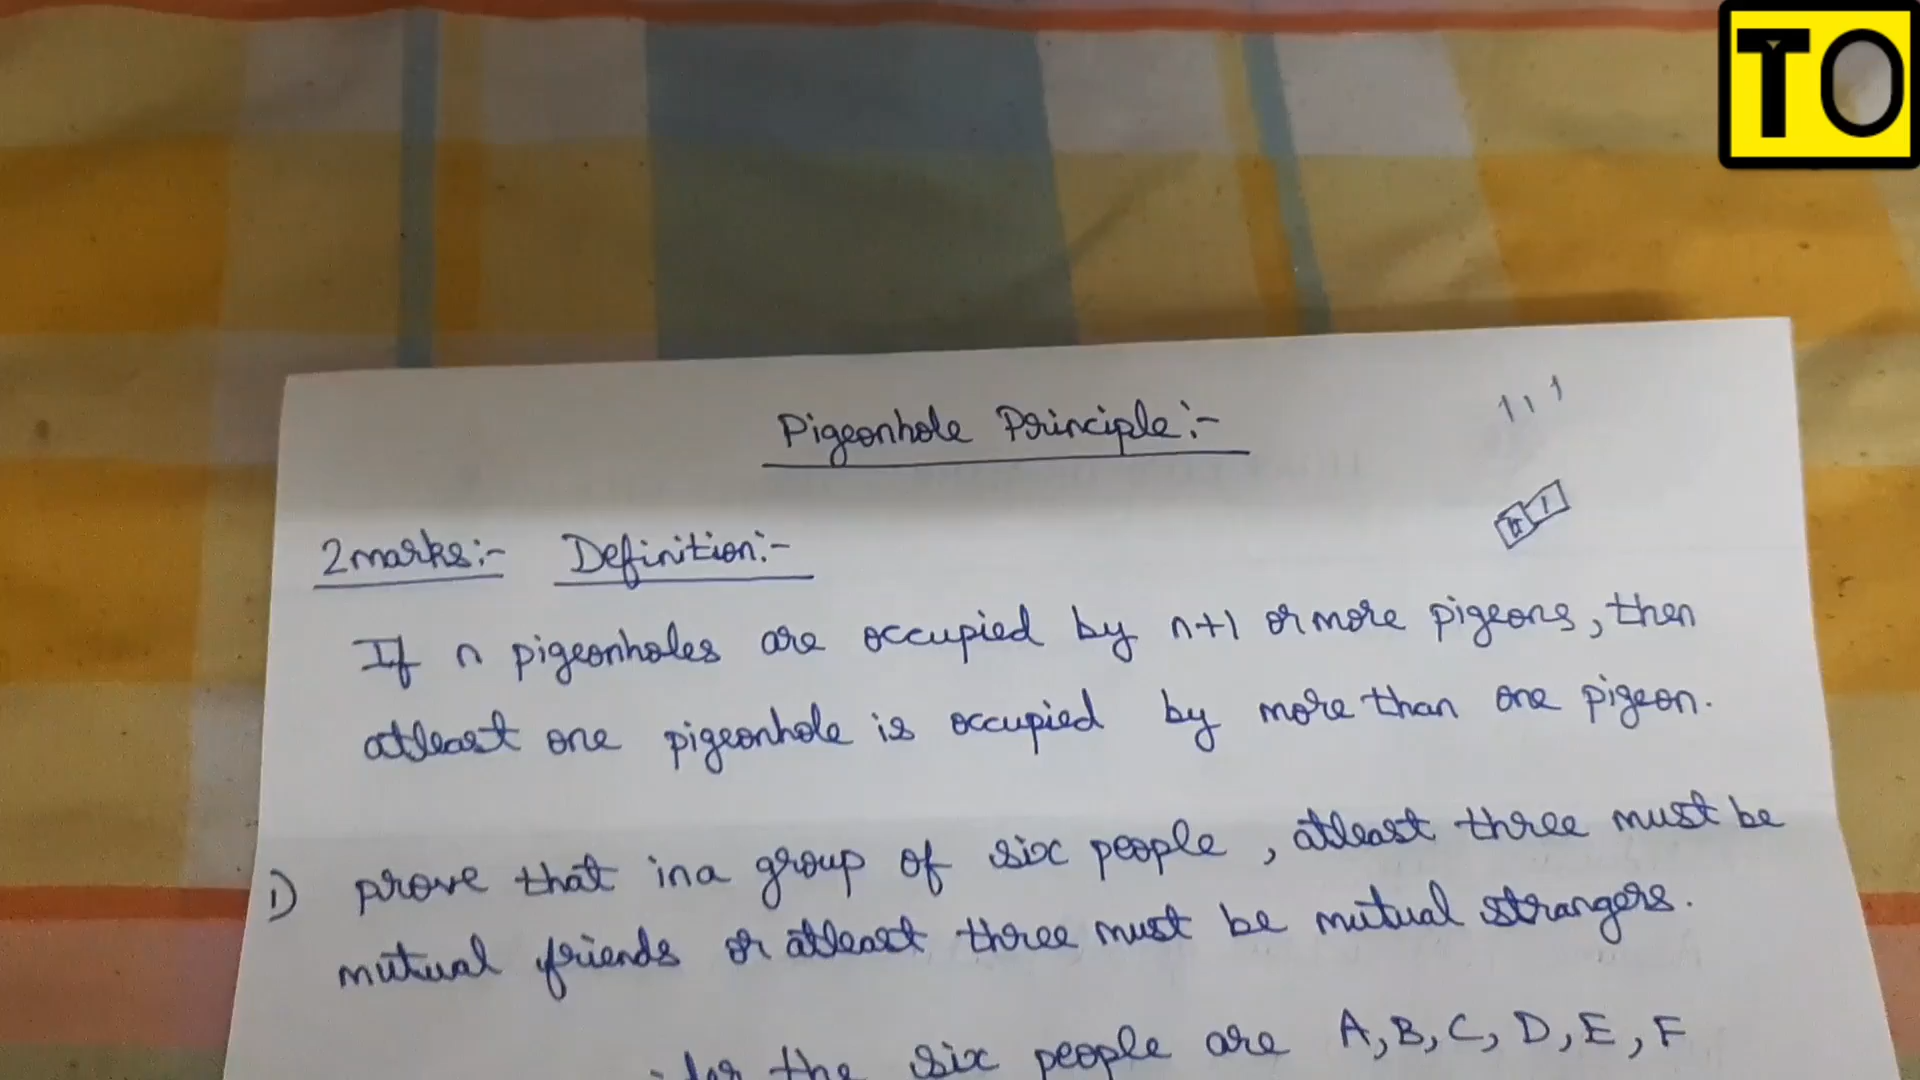 TO
Pigeonhole Principle:-
2marks:- Definition:-
If n pigeonholes are occupied by n+1 or more pigeons, then
atleast one pigeonhole is occupied by more than one pigeon.
1) prove that in a group of six people, atleast three must be
mutual friends or atleast three must be mutual strangers.
the six people are A, B, C, D, E, F